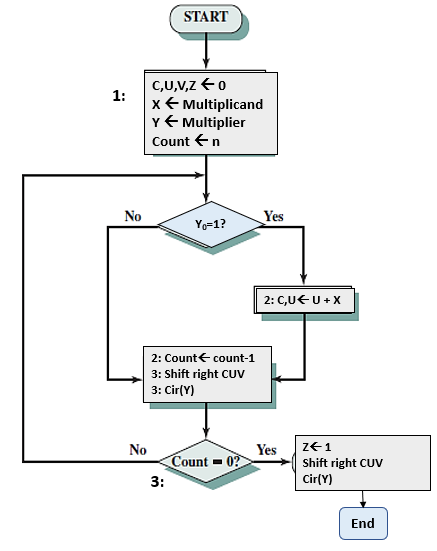 START
1:
C,U,V,Z ← 0
X ← Multiplicand
Y ← Multiplier
Count ← n
No
Y₀=1?
Yes
2: C,U ← U + X
2: Count ← count-1
3: Shift right CUV
3: Cir(Y)
No
Count = 0?
Yes
3:
Z ← 1
Shift right CUV
Cir(Y)
End